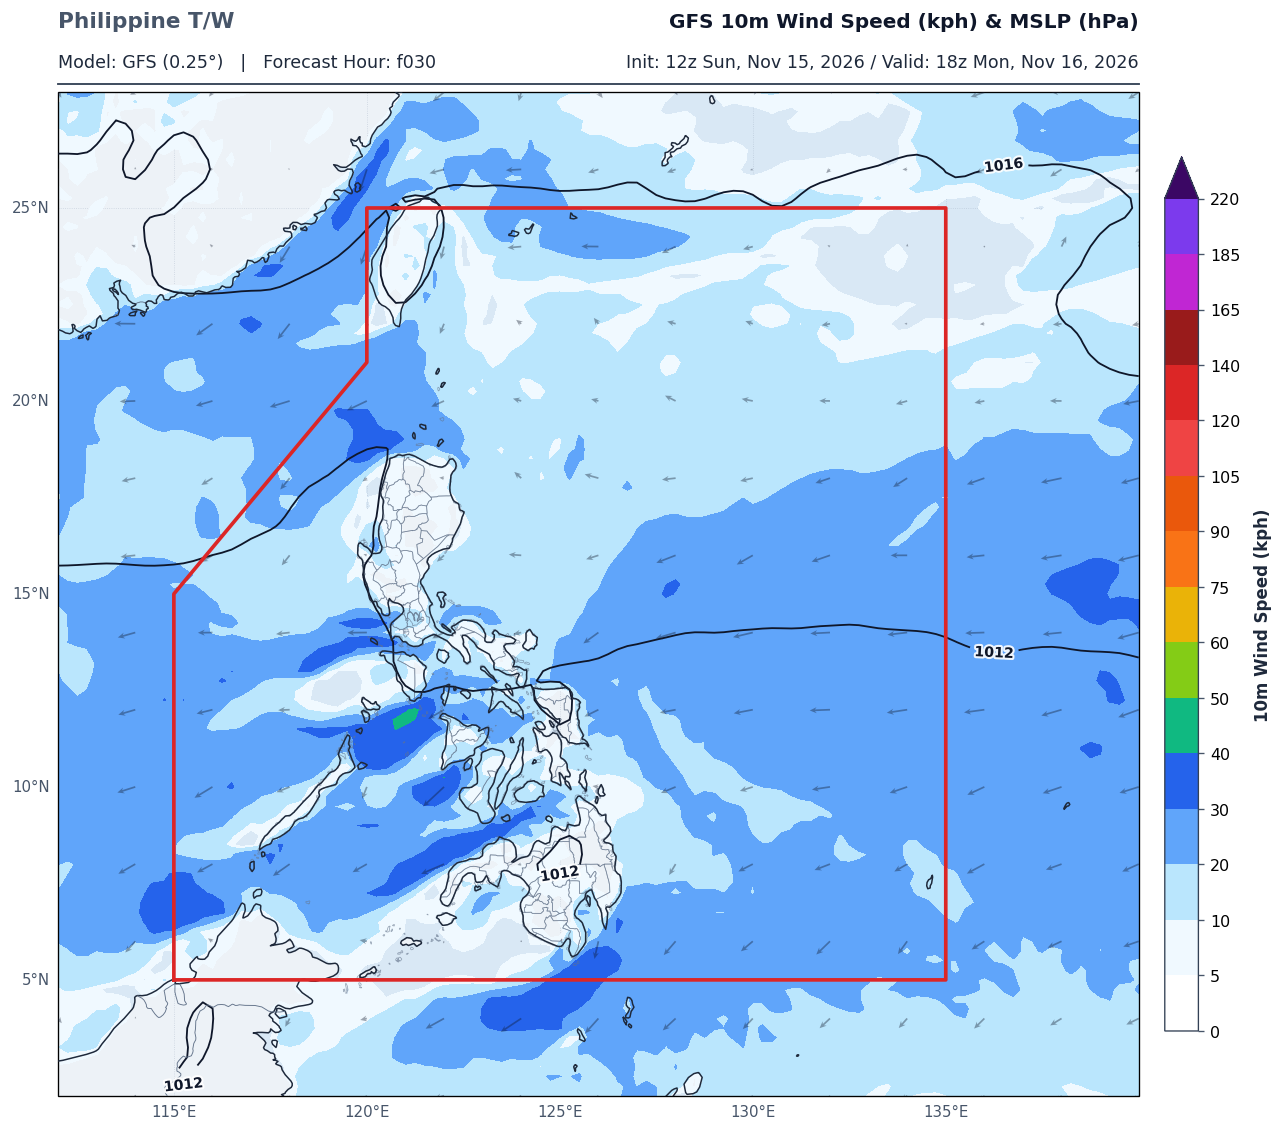 Philippine T/W
GFS 10m Wind Speed (kph) & MSLP (hPa)
Model: GFS (0.25°)   |   Forecast Hour: f030
Init: 12z Sun, Nov 15, 2026 / Valid: 18z Mon, Nov 16, 2026
1016
25°N
20°N
15°N
1012
10°N
1012
5°N
1012
115°E
120°E
125°E
130°E
135°E
220
185
165
140
120
105
90
75
60
50
40
30
20
10
5
0
10m Wind Speed (kph)